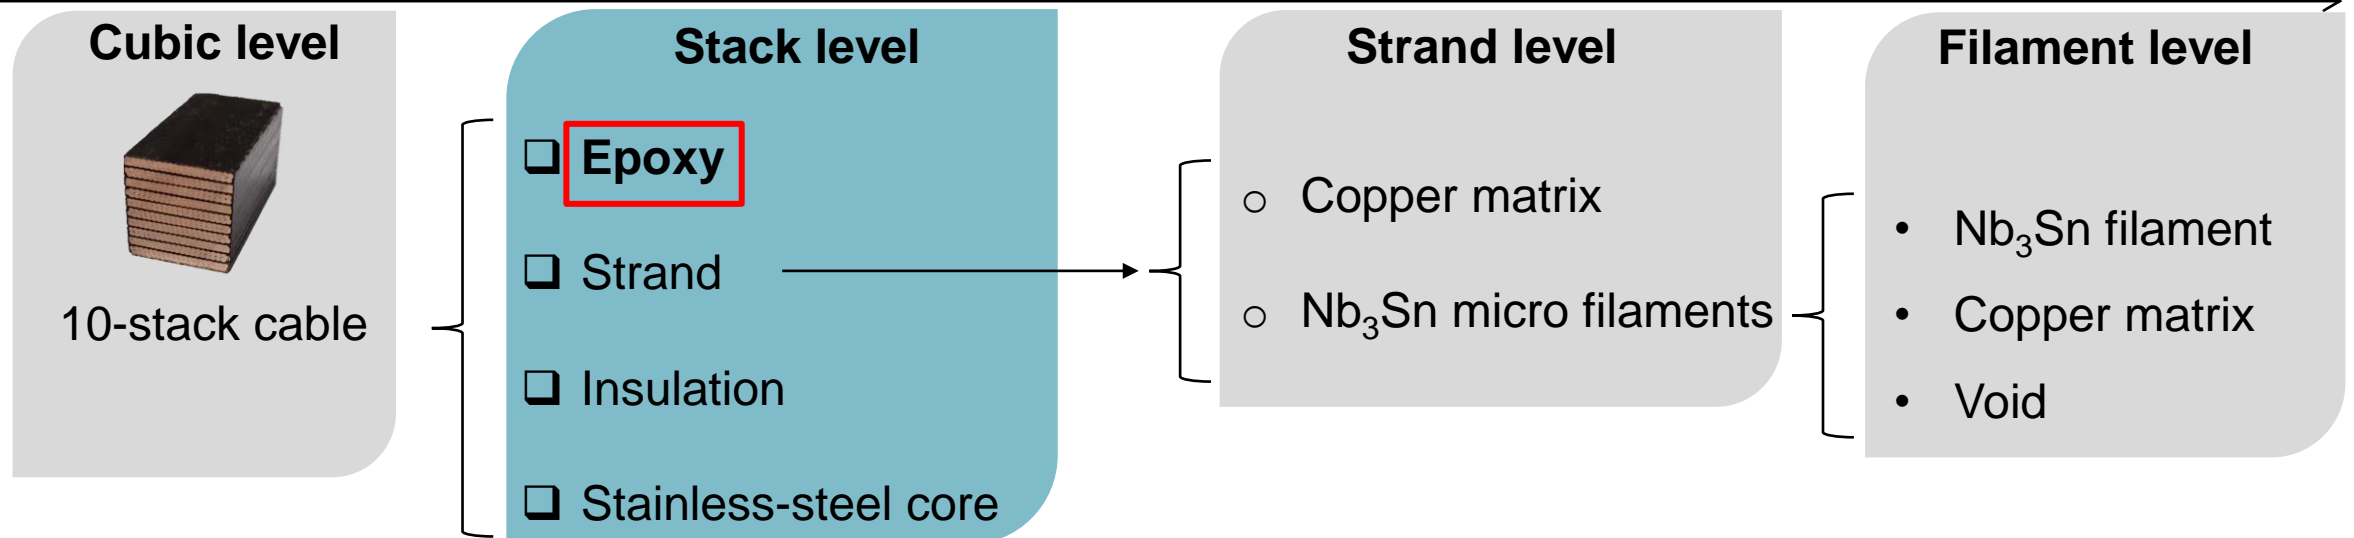 Cubic level
10-stack cable
Stack level
❑ Epoxy
❑ Strand
❑ Insulation
❑ Stainless-steel core
Strand level
o Copper matrix
o Nb₃Sn micro filaments
Filament level
• Nb₃Sn filament
• Copper matrix
• Void